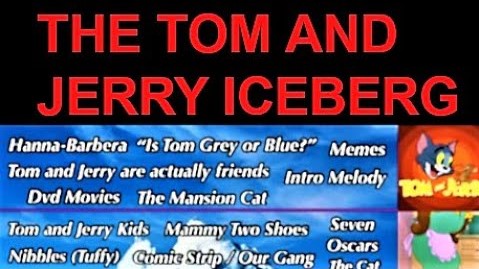 THE TOM AND
JERRY ICEBERG
Hanna-Barbera "Is Tom Grey or Blue?" Memes
Tom and Jerry are actually friends Intro Melody
Dvd Movies The Mansion Cat
TOM and
Tom and Jerry Kids Mammy Two Shoes Seven
Oscars
Nibbles (Tuffy) Comic Strip / Our Gang The Cat